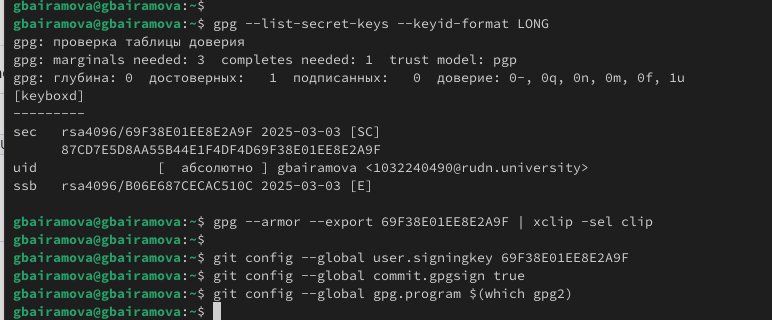 gbairamova@gbairamova:~$
gbairamova@gbairamova:~$ gpg --list-secret-keys --keyid-format LONG
gpg: проверка таблицы доверия
gpg: marginals needed: 3  completes needed: 1  trust model: pgp
gpg: глубина: 0  достоверных:   1  подписанных:   0  доверие: 0-, 0q, 0n, 0m, 0f, 1u
[keyboxd]
---------
sec   rsa4096/69F38E01EE8E2A9F 2025-03-03 [SC]
      87CD7E5D8AA55B44E1F4DF4D69F38E01EE8E2A9F
uid              [  абсолютно ] gbairamova <1032240490@rudn.university>
ssb   rsa4096/B06E687CECAC510C 2025-03-03 [E]

gbairamova@gbairamova:~$ gpg --armor --export 69F38E01EE8E2A9F | xclip -sel clip
gbairamova@gbairamova:~$
gbairamova@gbairamova:~$ git config --global user.signingkey 69F38E01EE8E2A9F
gbairamova@gbairamova:~$ git config --global commit.gpgsign true
gbairamova@gbairamova:~$ git config --global gpg.program $(which gpg2)
gbairamova@gbairamova:~$